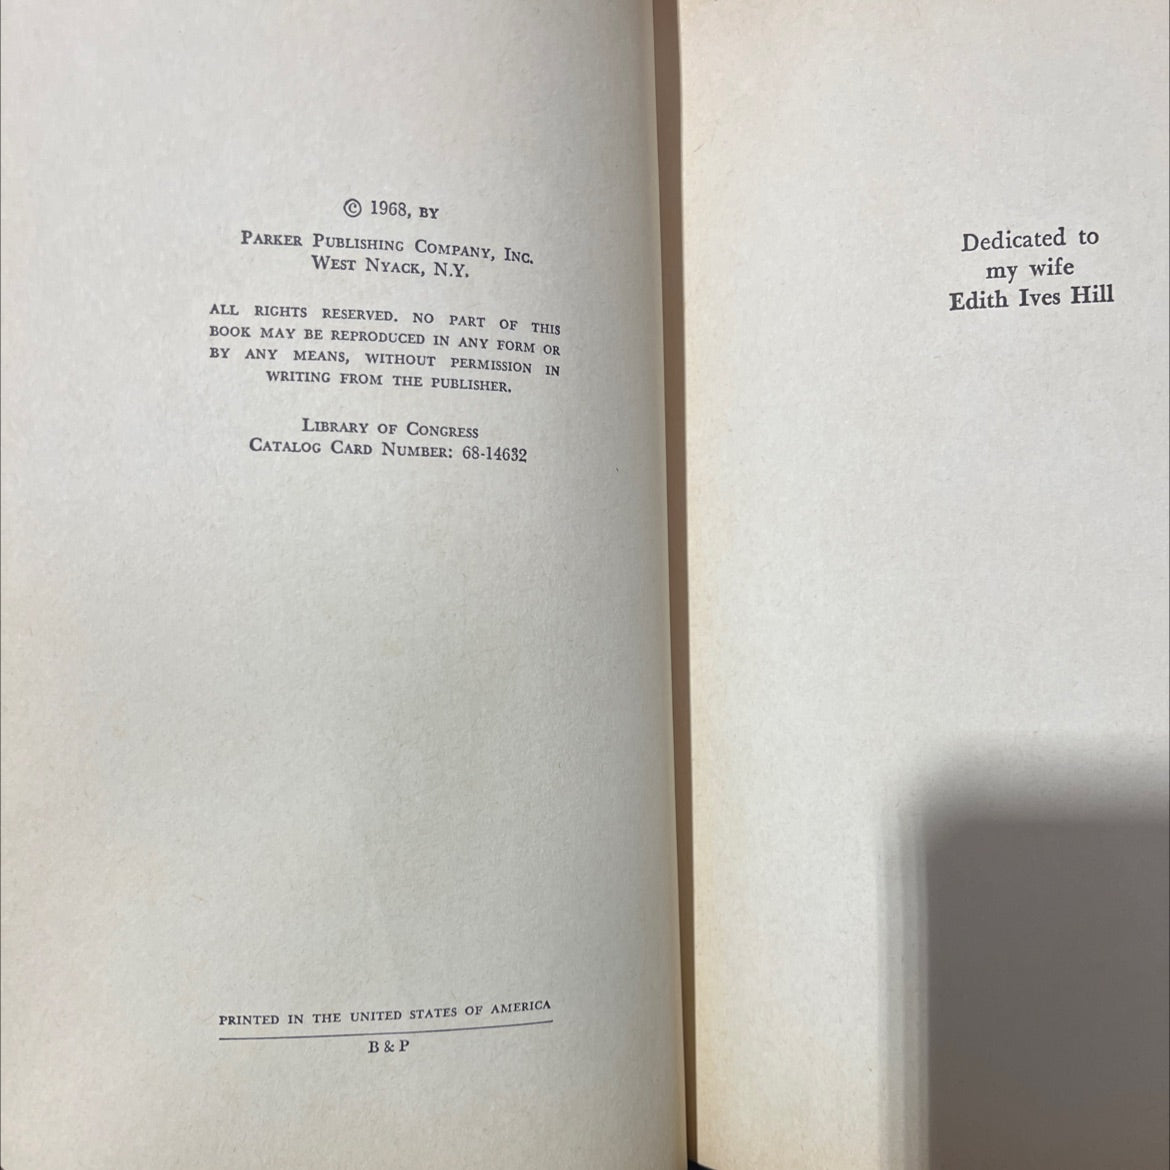 © 1968, BY
PARKER PUBLISHING COMPANY, INC.
WEST NYACK, N.Y.
ALL RIGHTS RESERVED. NO PART OF THIS
BOOK MAY BE REPRODUCED IN ANY FORM OR
BY ANY MEANS, WITHOUT PERMISSION IN
WRITING FROM THE PUBLISHER.
LIBRARY OF CONGRESS
CATALOG CARD NUMBER: 68-14632
PRINTED IN THE UNITED STATES OF AMERICA
B & P
Dedicated to
my wife
Edith Ives Hill